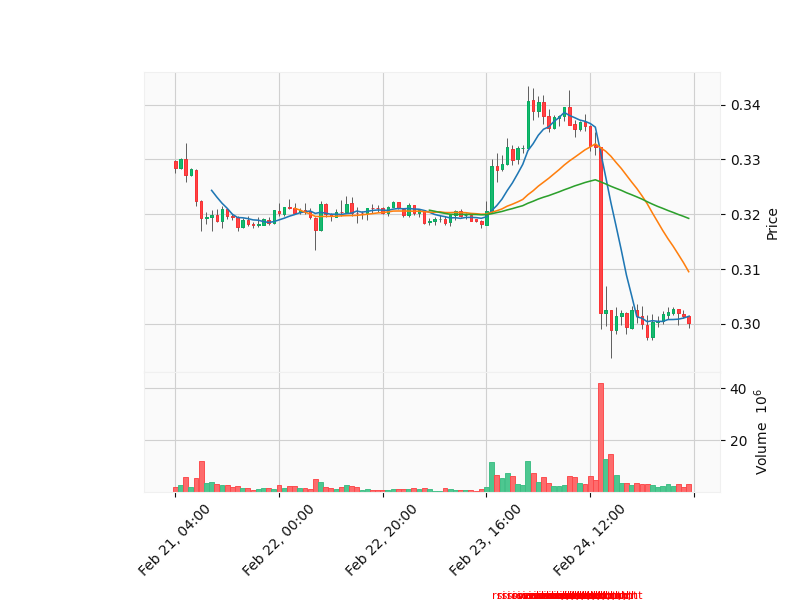 0.34
0.33
0.32
0.31
0.30
Price
40
20
Volume 10^6
Feb 21, 04:00
Feb 22, 00:00
Feb 22, 20:00
Feb 23, 16:00
Feb 24, 12:00